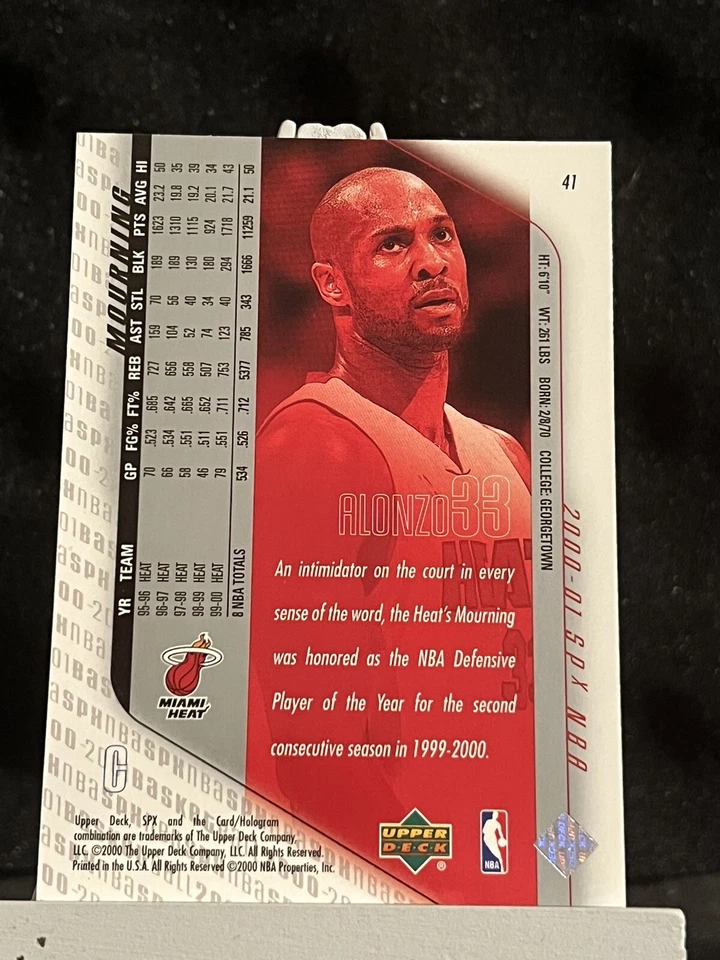 41
MOURNING
YR TEAM GP FG% FT% REB AST STL BLK PTS AVG HI
95-96 HEAT 70 .523 .685 727 159 70 189 1623 23.2 50
96-97 HEAT 66 .534 .642 656 104 56 189 1310 19.8 35
97-98 HEAT 58 .551 .665 558 52 40 130 1115 19.2 39
98-99 HEAT 46 .511 .652 507 74 34 180 924 20.1 34
99-00 HEAT 79 .551 .711 753 123 40 294 1718 21.7 43
8 NBA TOTALS 534 .526 .712 5377 785 343 1666 11259 21.1 50
HT: 6'10" WT: 261 LBS BORN: 2/8/70 COLLEGE: GEORGETOWN
2000-01 SPX NBA
ALONZO 33
HEAT
33
An intimidator on the court in every
sense of the word, the Heat's Mourning
was honored as the NBA Defensive
Player of the Year for the second
consecutive season in 1999-2000.
MIAMI
HEAT
C
Upper Deck, SPX and the Card/Hologram
combination are trademarks of The Upper Deck Company,
LLC. ©2000 The Upper Deck Company, LLC. All Rights Reserved.
Printed in the U.S.A. All Rights Reserved ©2000 NBA Properties, Inc.
UPPER
DECK
®
NBA